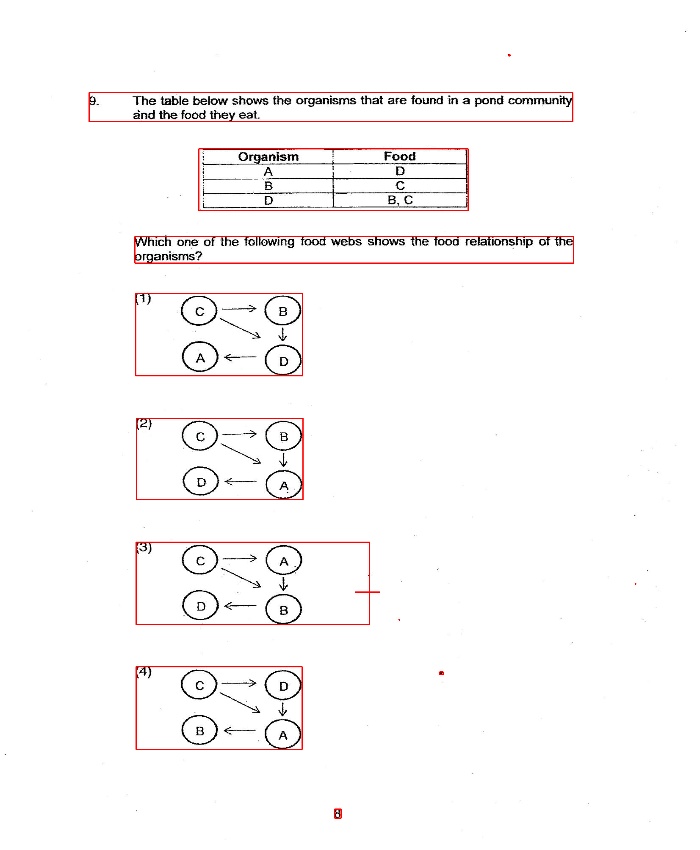 9. The table below shows the organisms that are found in a pond community
and the food they eat.
Organism Food
A D
B C
D B, C
Which one of the following food webs shows the food relationship of the
organisms?
(1)
C B
A D
(2)
C B
D A
(3)
C A
D B
(4)
C D
B A
8